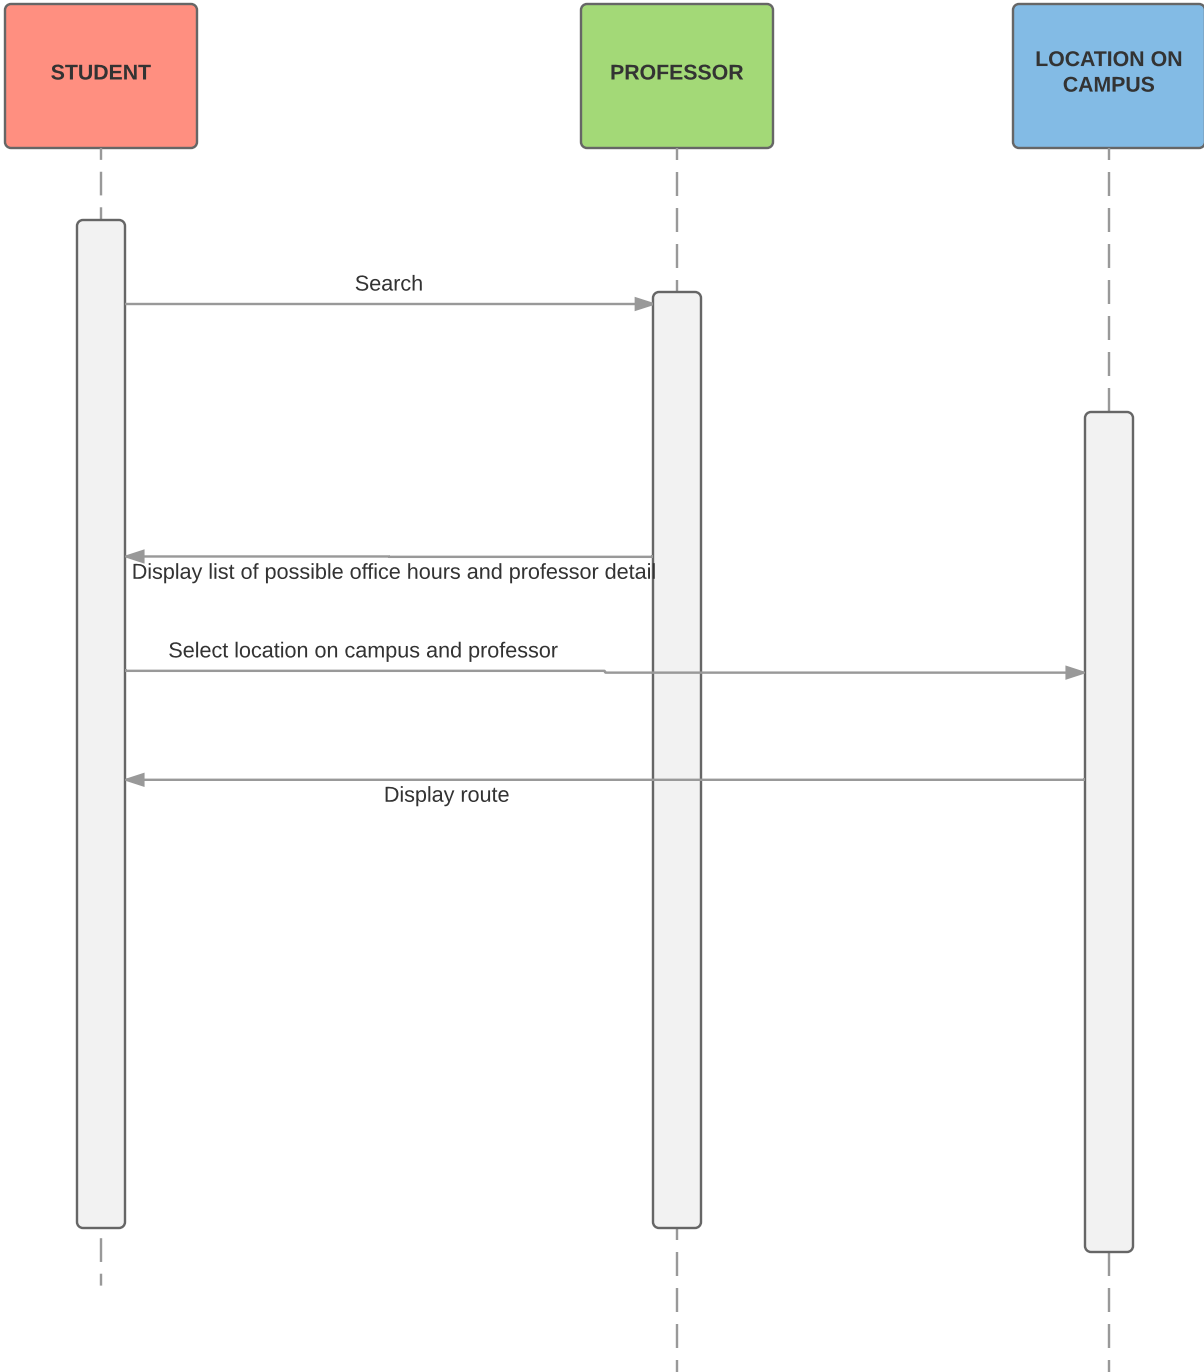 STUDENT
PROFESSOR
LOCATION ON
CAMPUS
Search
Display list of possible office hours and professor detail
Select location on campus and professor
Display route